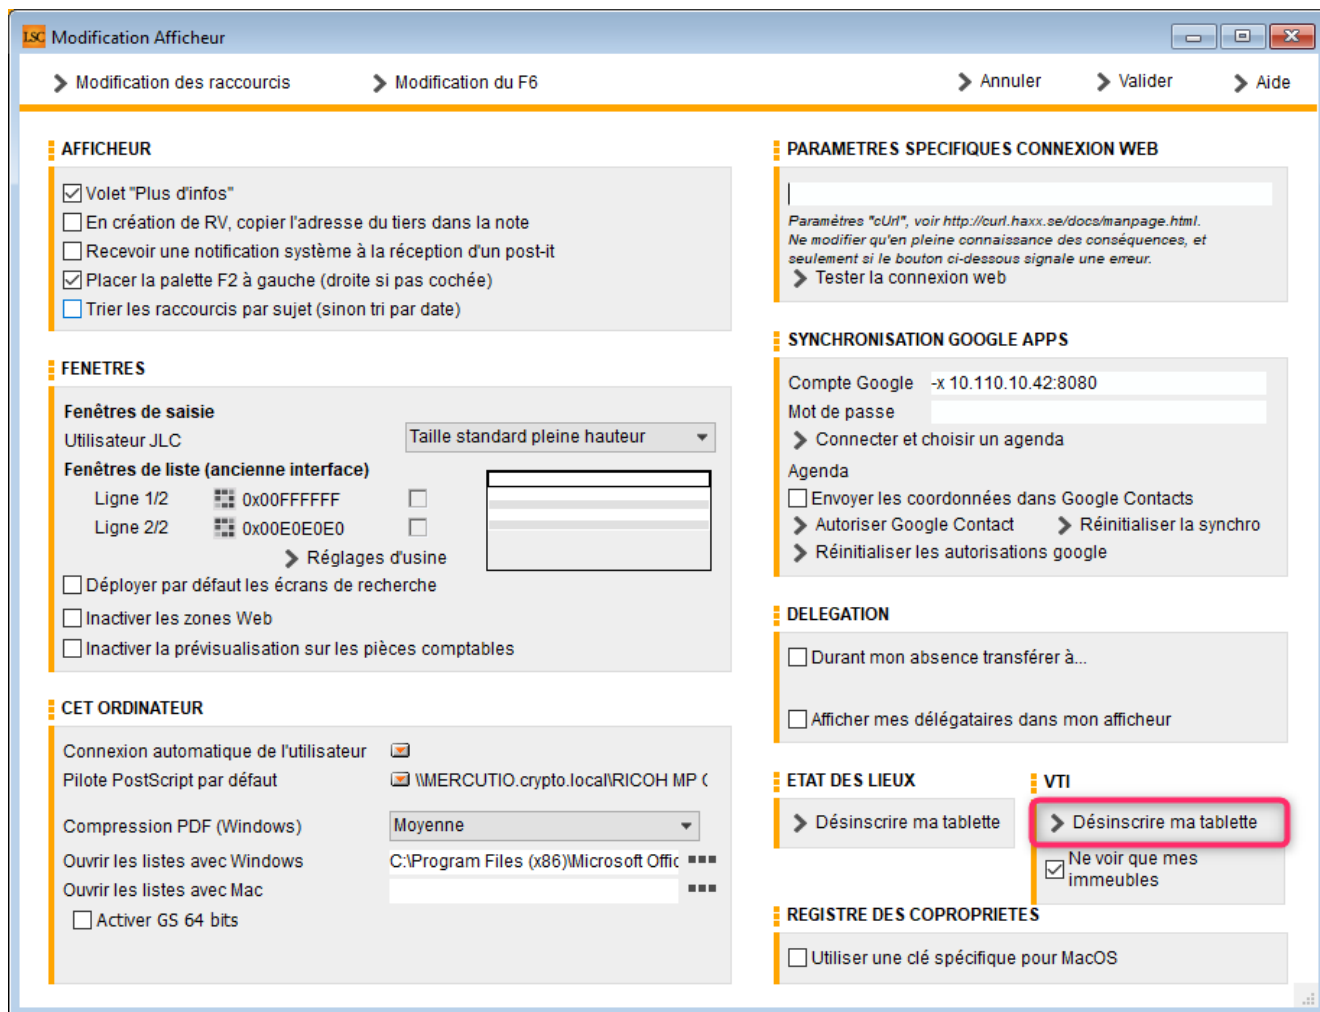 LSC Modification Afficheur
Modification des raccourcis
Modification du F6
Annuler
Valider
Aide
AFFICHEUR
Volet "Plus d'infos"
En création de RV, copier l'adresse du tiers dans la note
Recevoir une notification système à la réception d'un post-it
Placer la palette F2 à gauche (droite si pas cochée)
Trier les raccourcis par sujet (sinon tri par date)
FENETRES
Fenêtres de saisie
Utilisateur JLC
Taille standard pleine hauteur
Fenêtres de liste (ancienne interface)
Ligne 1/2
0x00FFFFFF
Ligne 2/2
0x00E0E0E0
Réglages d'usine
Déployer par défaut les écrans de recherche
Inactiver les zones Web
Inactiver la prévisualisation sur les pièces comptables
CET ORDINATEUR
Connexion automatique de l'utilisateur
Pilote PostScript par défaut
\\MERCUTIO.crypto.local\RICOH MP C
Compression PDF (Windows)
Moyenne
Ouvrir les listes avec Windows
C:\Program Files (x86)\Microsoft Offic
Ouvrir les listes avec Mac
Activer GS 64 bits
PARAMETRES SPECIFIQUES CONNEXION WEB
Paramètres "cUrl", voir http://curl.haxx.se/docs/manpage.html.
Ne modifier qu'en pleine connaissance des conséquences, et
seulement si le bouton ci-dessous signale une erreur.
Tester la connexion web
SYNCHRONISATION GOOGLE APPS
Compte Google
-x 10.110.10.42:8080
Mot de passe
Connecter et choisir un agenda
Agenda
Envoyer les coordonnées dans Google Contacts
Autoriser Google Contact
Réinitialiser la synchro
Réinitialiser les autorisations google
DELEGATION
Durant mon absence transférer à...
Afficher mes délégataires dans mon afficheur
ETAT DES LIEUX
Désinscrire ma tablette
VTI
Désinscrire ma tablette
Ne voir que mes
immeubles
REGISTRE DES COPROPRIETES
Utiliser une clé spécifique pour MacOS